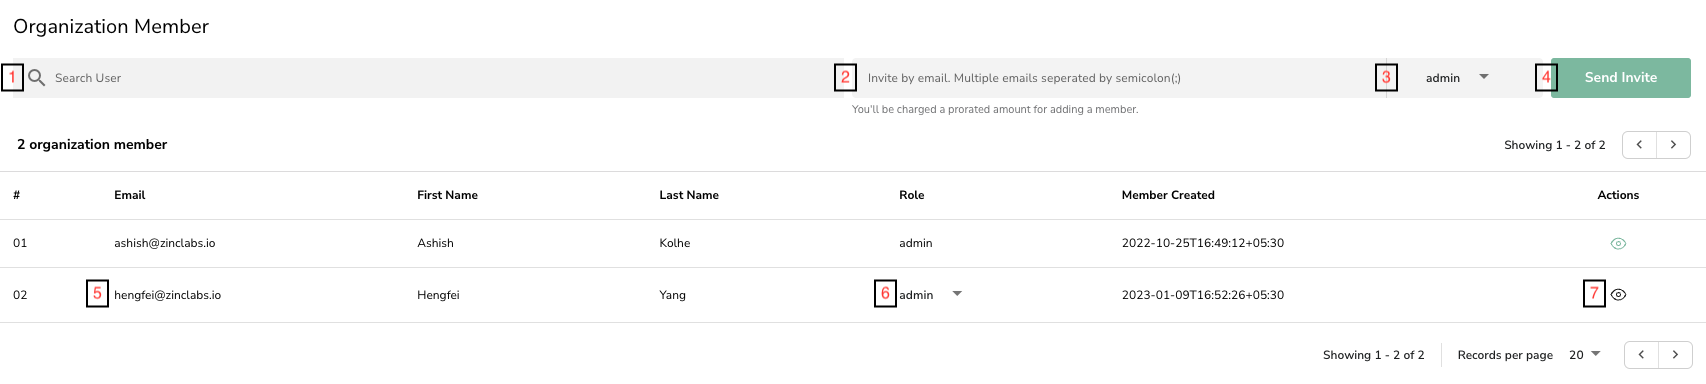 Organization Member
1 Search User 2 Invite by email. Multiple emails seperated by semicolon(;) 3 admin 4 Send Invite
You'll be charged a prorated amount for adding a member.
2 organization member Showing 1 - 2 of 2
# Email First Name Last Name Role Member Created Actions
01 ashish@zinclabs.io Ashish Kolhe admin 2022-10-25T16:49:12+05:30
02 5 hengfei@zinclabs.io Hengfei Yang 6 admin 2023-01-09T16:52:26+05:30 7
Showing 1 - 2 of 2 Records per page 20